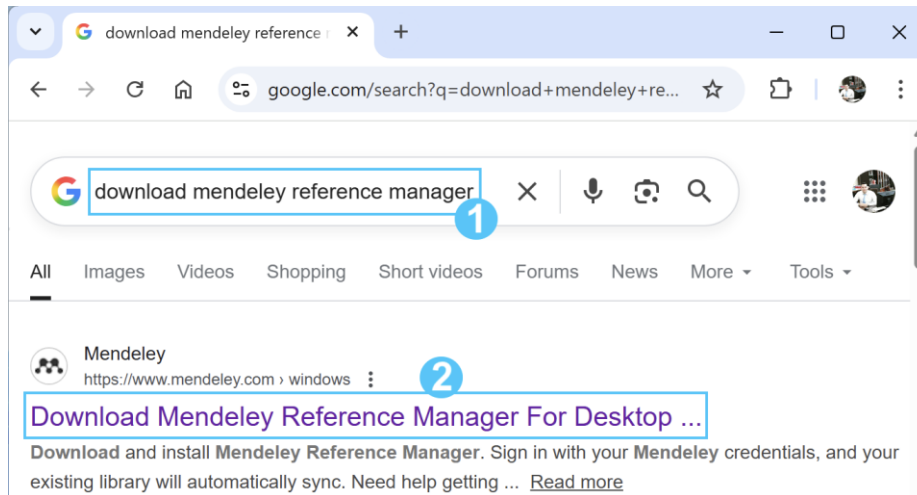 download mendeley reference r
google.com/search?q=download+mendeley+re...
download mendeley reference manager
1
All Images Videos Shopping Short videos Forums News More Tools
Mendeley
https://www.mendeley.com › windows
2
Download Mendeley Reference Manager For Desktop ...
Download and install Mendeley Reference Manager. Sign in with your Mendeley credentials, and your
existing library will automatically sync. Need help getting ... Read more